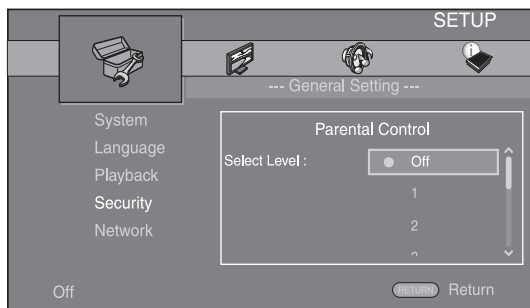 SETUP
--- General Setting ---
System
Language
Playback
Security
Network
Parental Control
Select Level :
Off
1
2
Off
RETURN Return